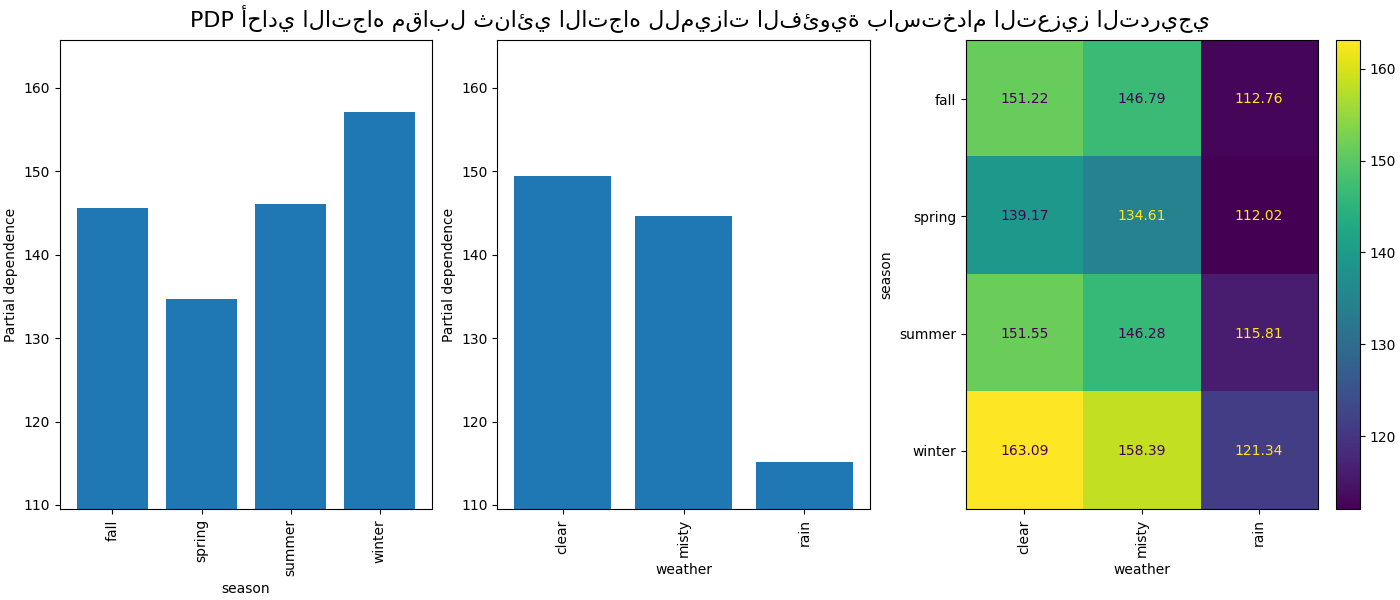 PDP أحادي الاتجاه مقابل ثنائي الاتجاه للميزات الفئوية باستخدام التعزيز التدريجي
160
150
140
130
120
110
Partial dependence
fall
spring
summer
winter
season
160
150
140
130
120
110
Partial dependence
clear
misty
rain
weather
season
fall 151.22 146.79 112.76
spring 139.17 134.61 112.02
summer 151.55 146.28 115.81
winter 163.09 158.39 121.34
clear
misty
rain
weather
160
150
140
130
120